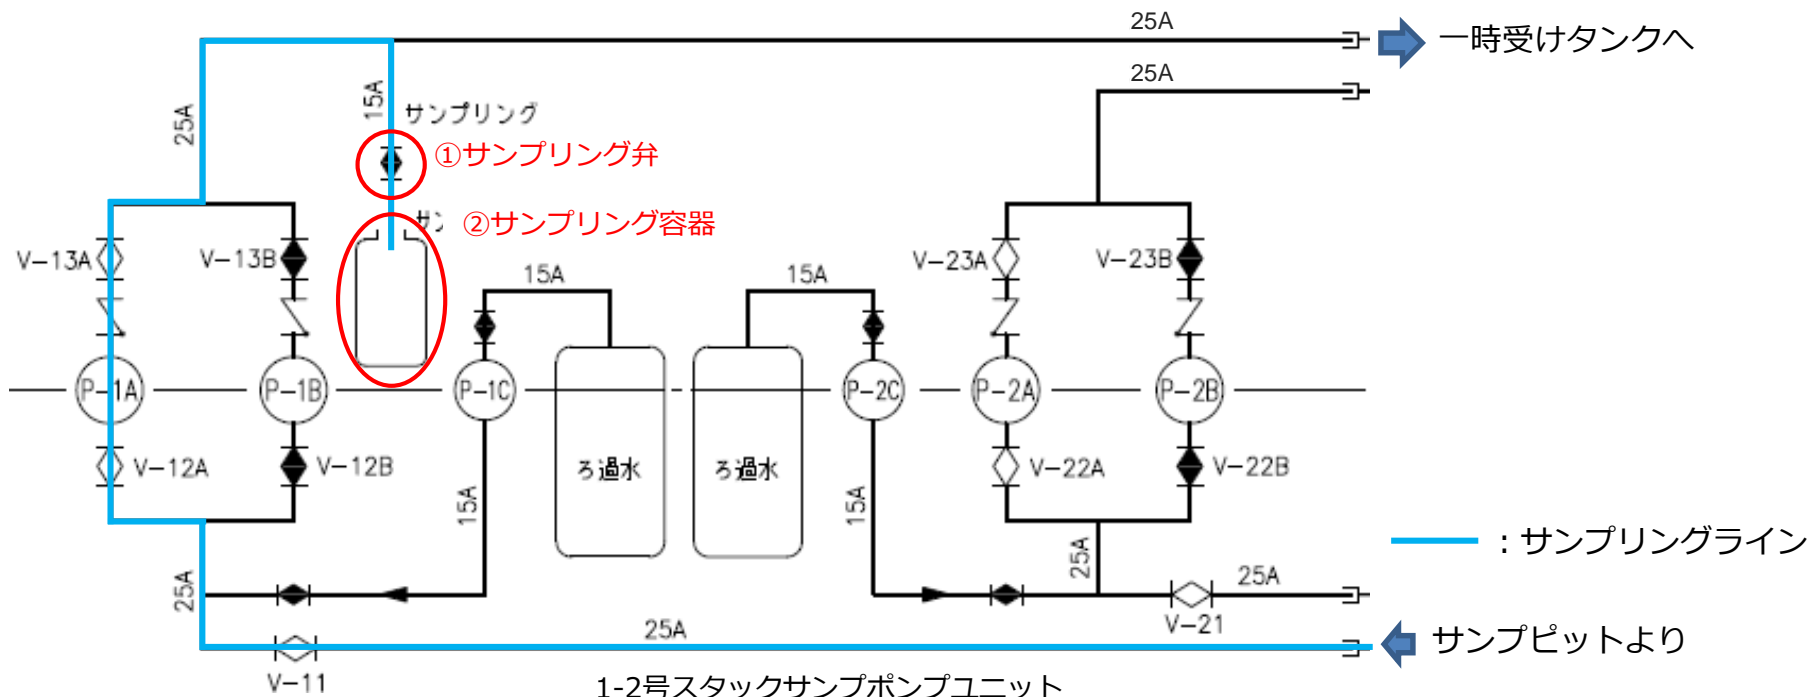 25A
一時受けタンクへ
25A
25A
15A
サンプリング
①サンプリング弁
サン
②サンプリング容器
V-13A
V-13B
15A
15A
V-23A
V-23B
P-1A
P-1B
P-1C
P-2C
P-2A
P-2B
V-12A
V-12B
ろ過水
ろ過水
V-22A
V-22B
15A
15A
25A
：サンプリングライン
25A
25A
V-21
25A
サンプピットより
V-11
1-2号スタックサンプポンプユニット